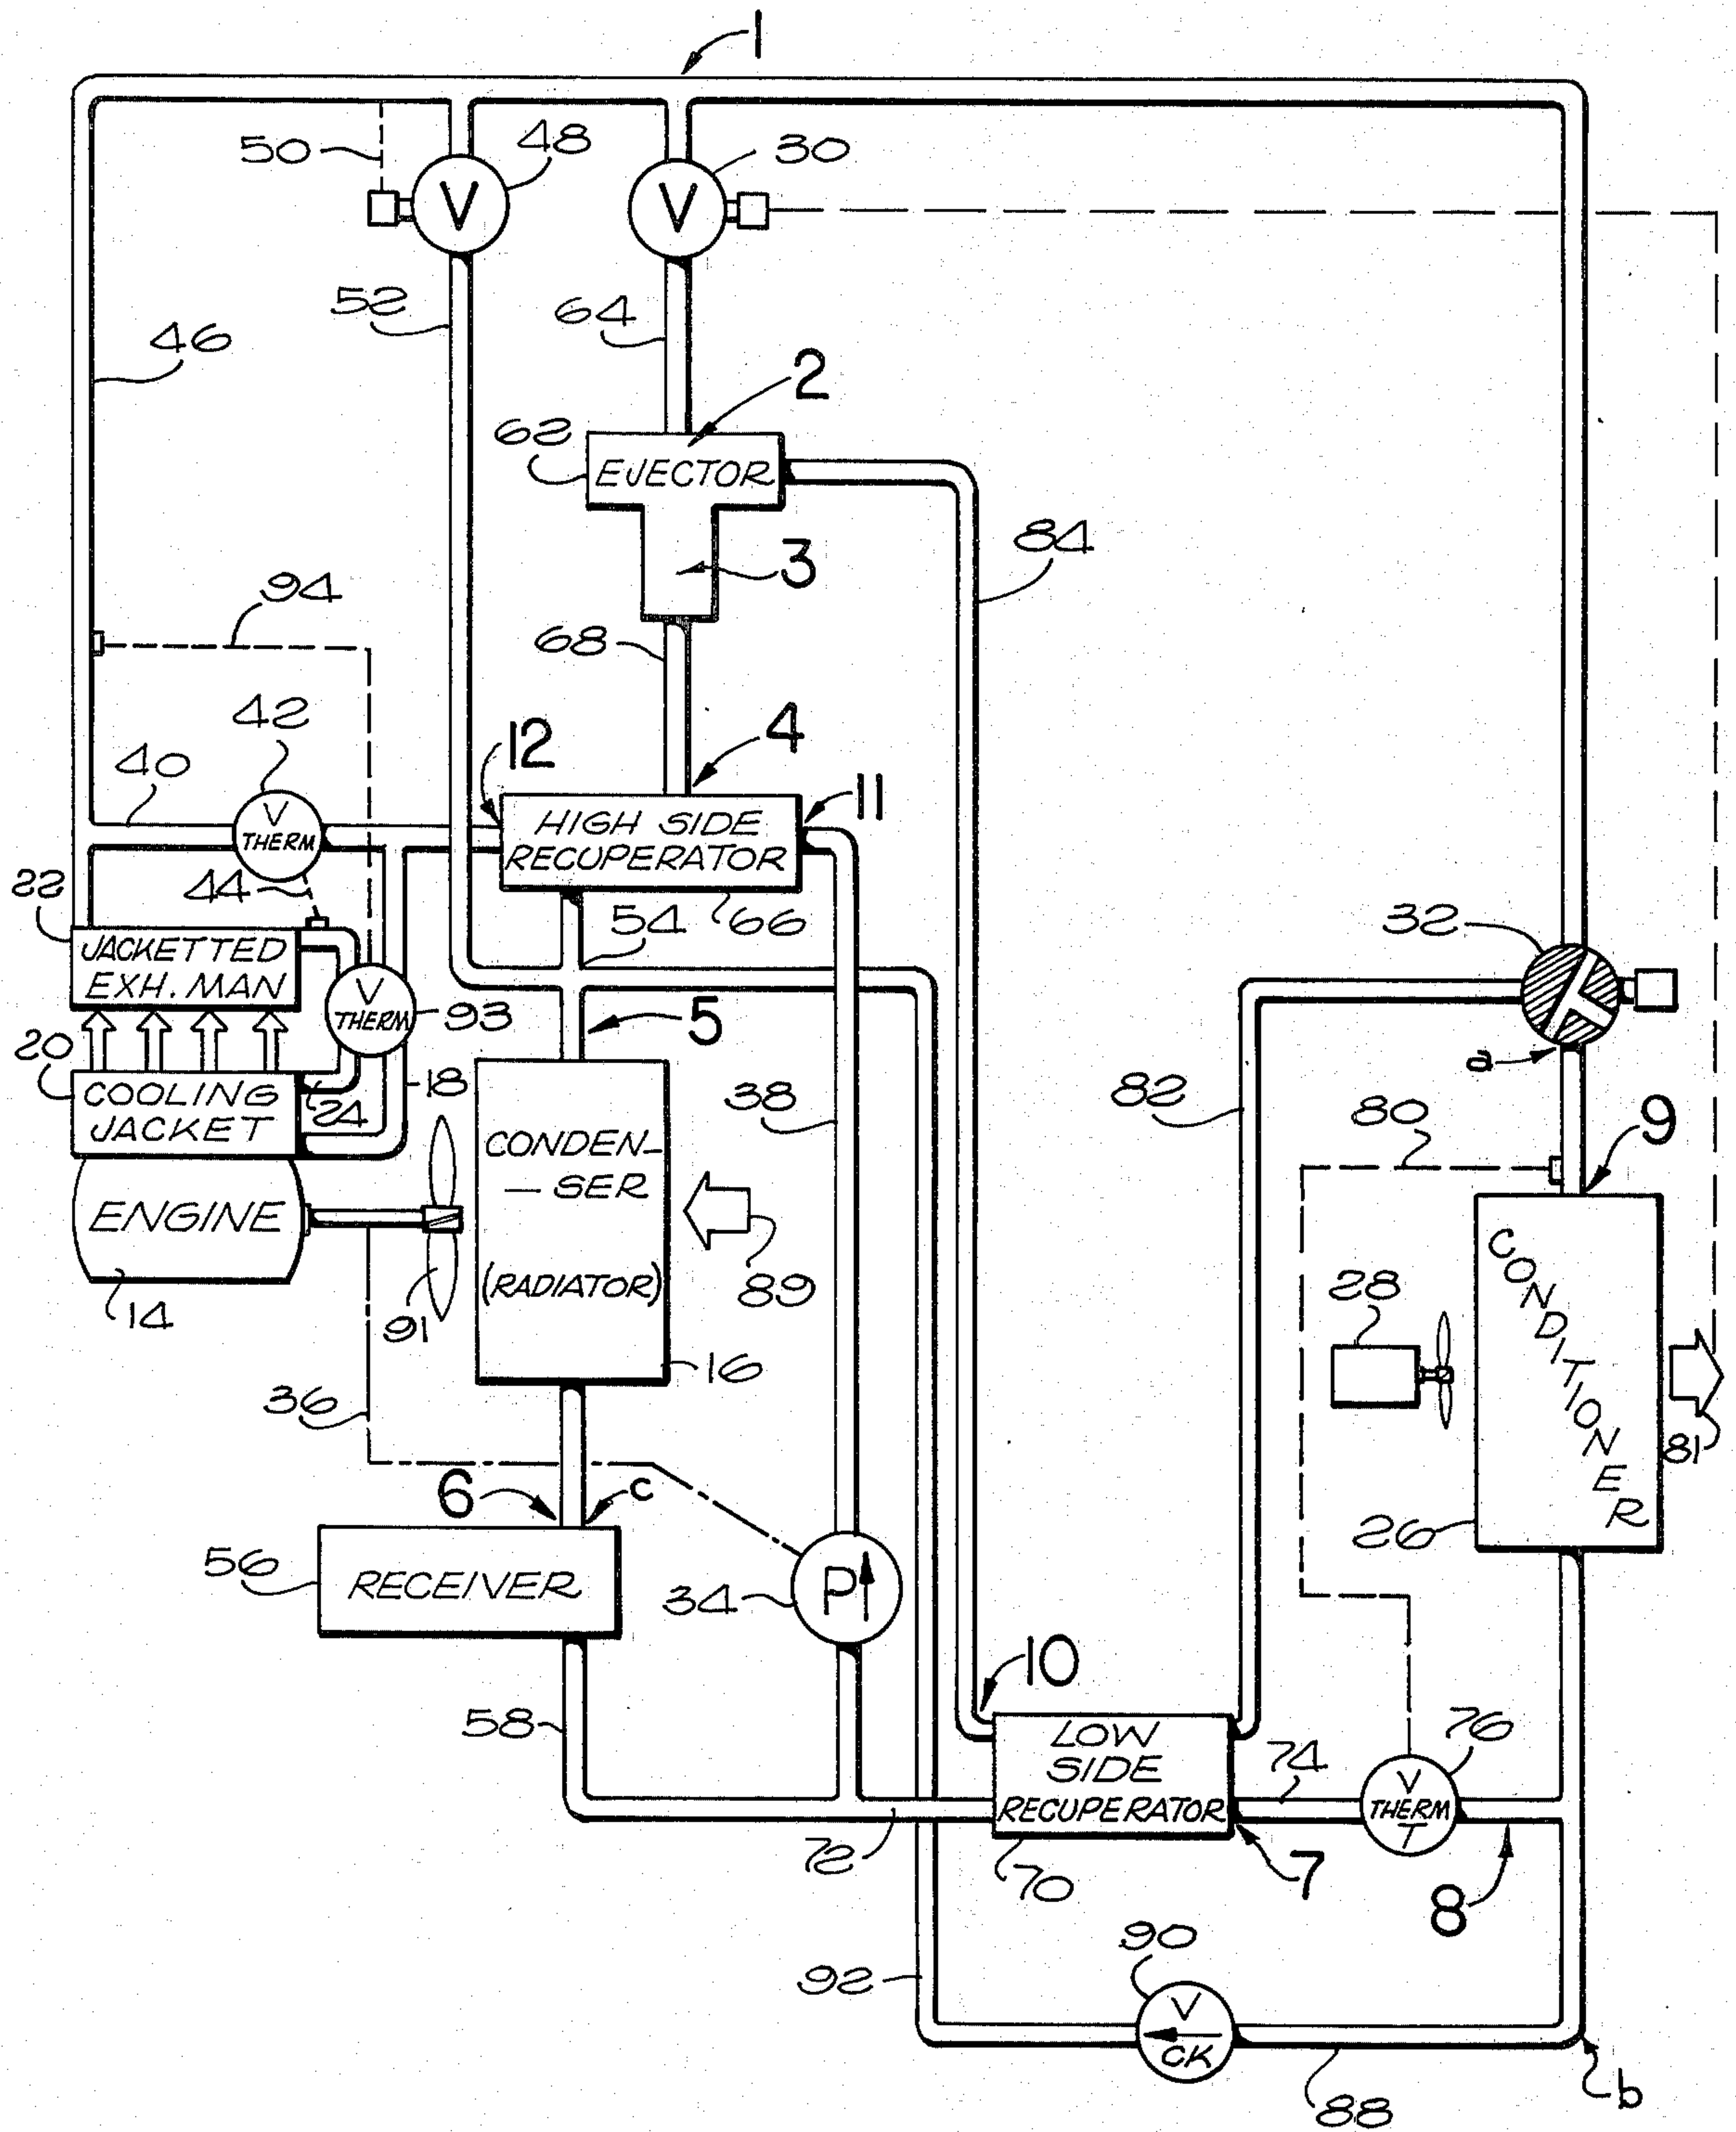 1
50
48
V
30
V
46
52
64
2
62
EJECTOR
3
84
94
68
42
12
4
11
40
V
THERM
HIGH SIDE
RECUPERATOR
22
44
66
54
32
JACKETTED
EXH. MAN
V
THERM
93
5
20
a
COOLING
JACKET
24
18
38
82
80
9
CONDEN-
-SER
(RADIATOR)
ENGINE
89
CONDITIONER
28
14
91
16
36
81
6
c
26
56
RECEIVER
34
P
10
58
LOW
SIDE
RECUPERATOR
74
76
V
THERM
T
72
70
7
8
90
92
V
CK
88
b